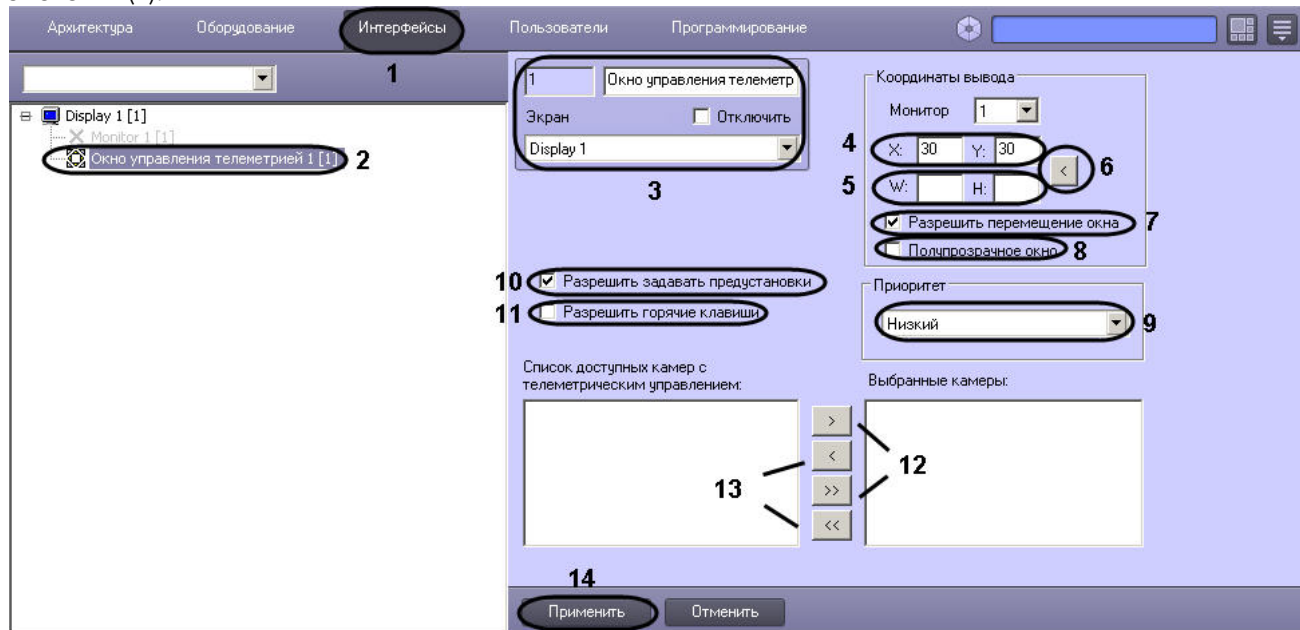 Архитектура Оборудование Интерфейсы Пользователи Программирование
1
1 Окно управления телеметр
Экран Отключить
Display 1
3
Display 1 [1]
Monitor 1 [1]
Окно управления телеметрией 1 [1] 2
Координаты вывода
Монитор 1
4 X: 30 Y: 30
5 W: H: < 6
Разрешить перемещение окна 7
Полупрозрачное окно 8
10 Разрешить задавать предустановки
11 Разрешить горячие клавиши
Приоритет
Низкий 9
Список доступных камер с
телеметрическим управлением:
Выбранные камеры:
>
<
>>
<<
12
13
14
Применить Отменить